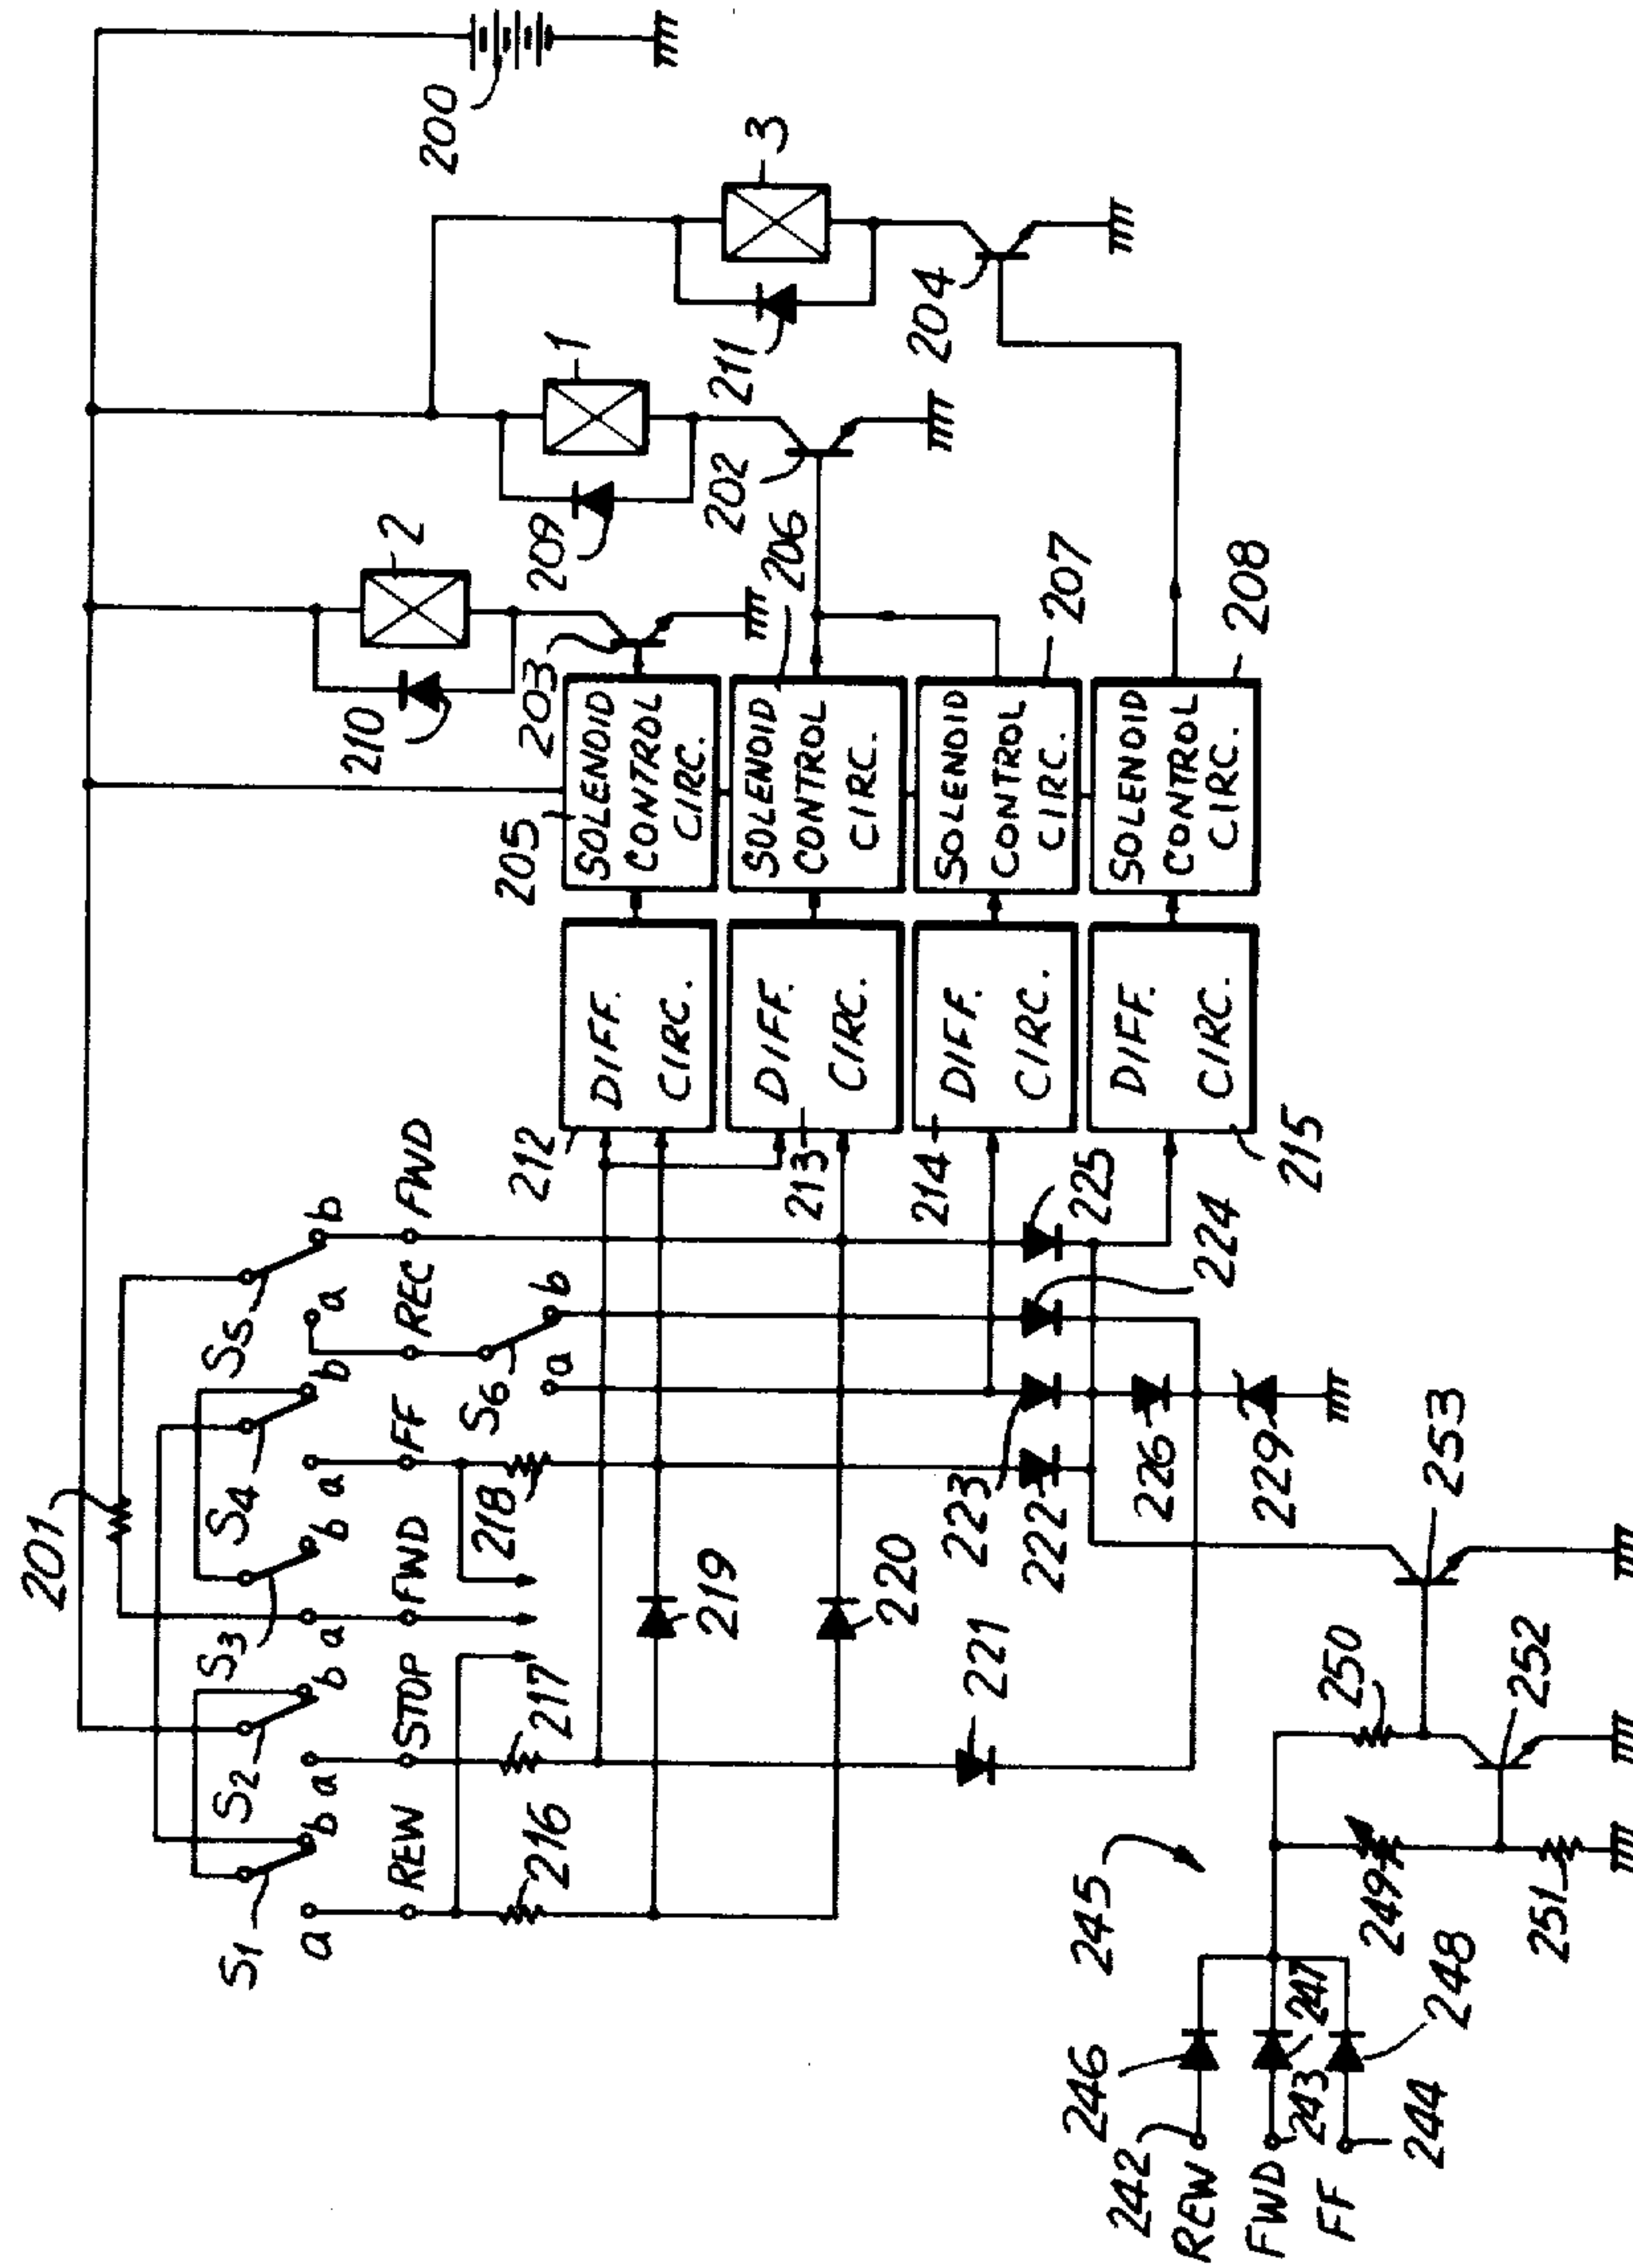 201
S1
S2
S3
S4
S5
S6
a
b
a
b
a
b
a
b
a
b
a
b
REW
STOP
FWD
FF
REC
FWD
216
217
218
219
220
221
222
223
224
225
226
229
212
DIFF.
CIRC.
213
DIFF.
CIRC.
214
DIFF.
CIRC.
215
DIFF.
CIRC.
205
SOLENOID
CONTROL
CIRC.
206
SOLENOID
CONTROL
CIRC.
207
SOLENOID
CONTROL
CIRC.
208
SOLENOID
CONTROL
CIRC.
210
2
203
209
1
202
211
3
204
200
242
REW
246
243
FWD
247
244
FF
248
245
249
250
251
252
253